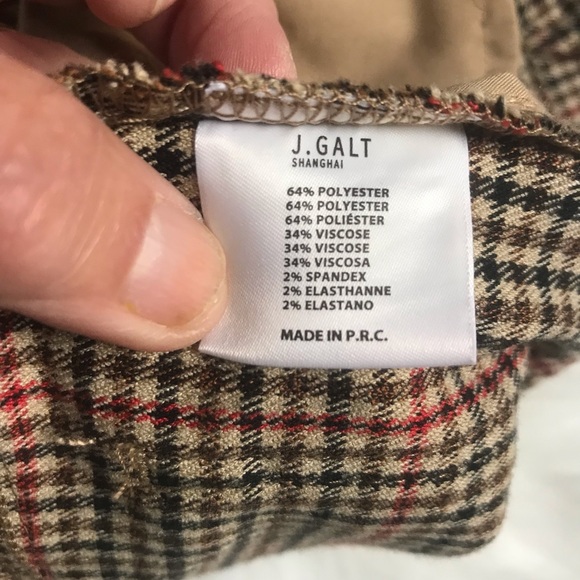 J.GALT
SHANGHAI
64% POLYESTER
64% POLYESTER
64% POLIÉSTER
34% VISCOSE
34% VISCOSE
34% VISCOSA
2% SPANDEX
2% ELASTHANNE
2% ELASTANO
MADE IN P.R.C.